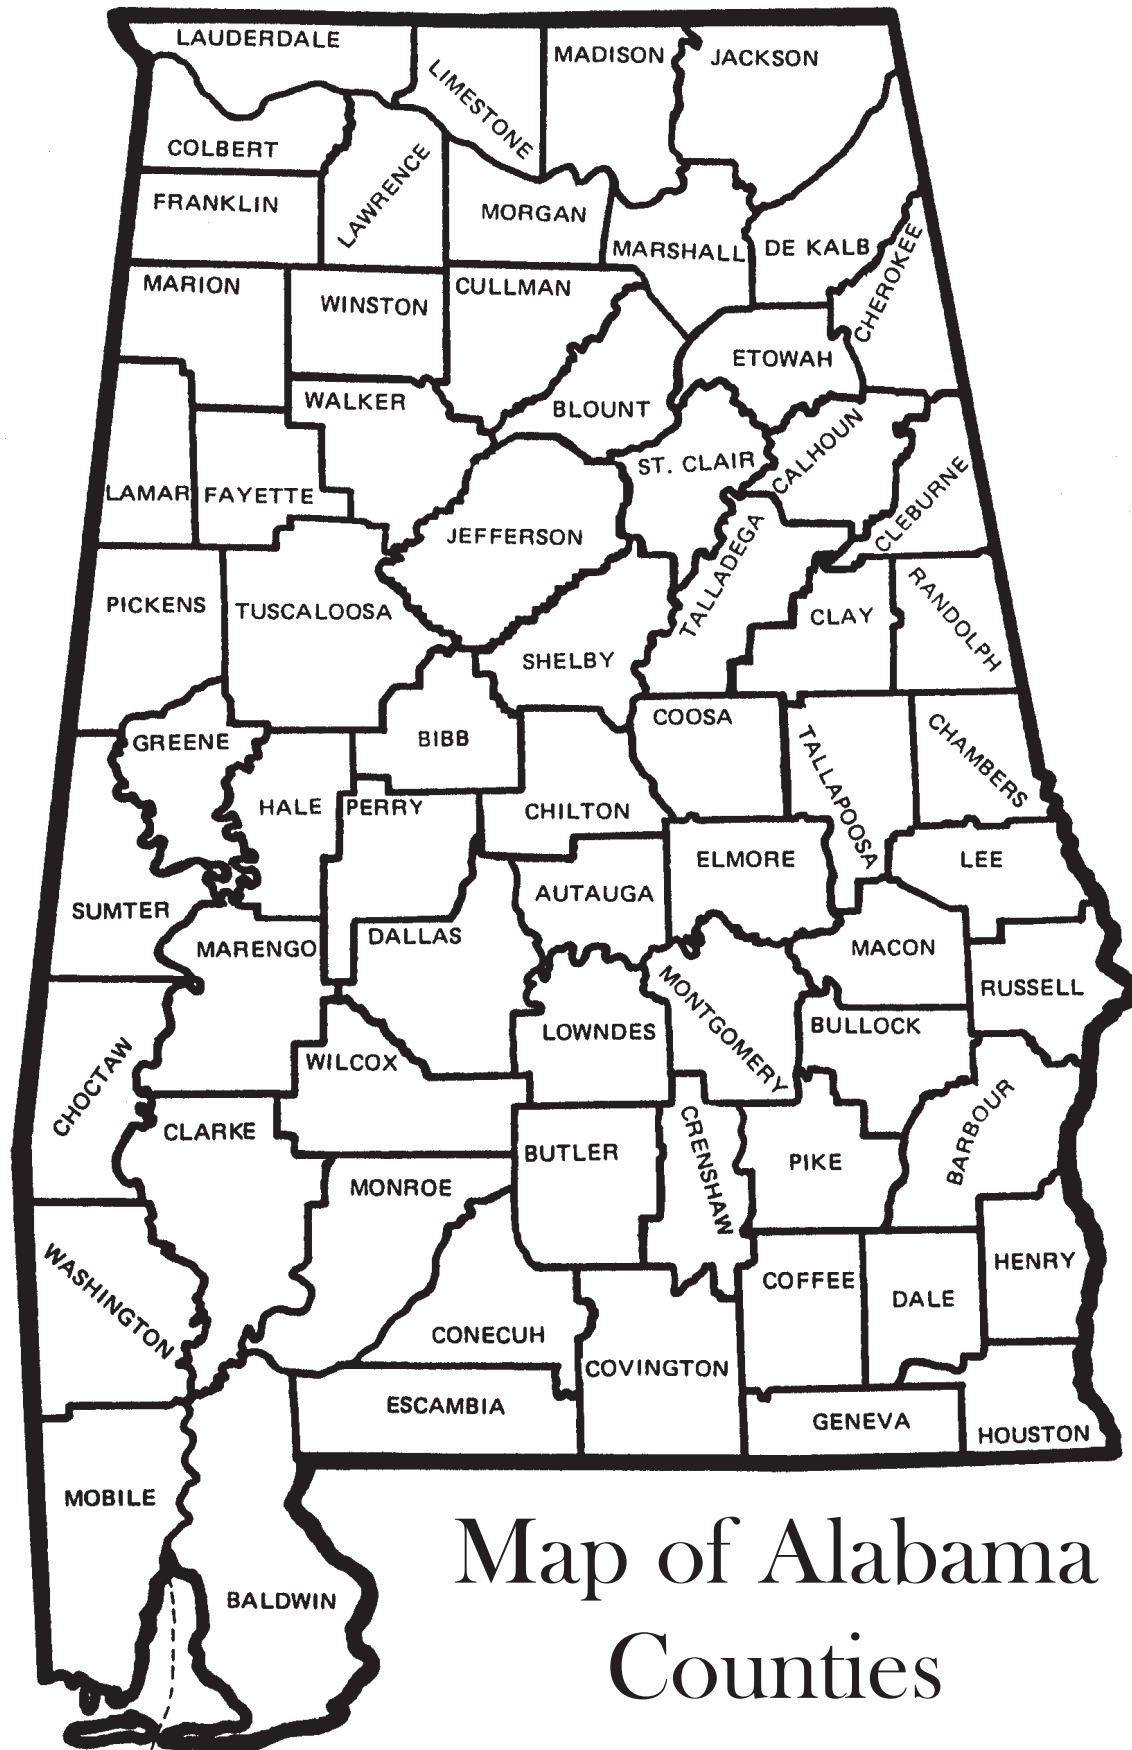 LAUDERDALE
LIMESTONE
MADISON
JACKSON
COLBERT
LAWRENCE
FRANKLIN
MORGAN
MARSHALL
DE KALB
CHEROKEE
MARION
WINSTON
CULLMAN
ETOWAH
WALKER
BLOUNT
ST. CLAIR
CALHOUN
CLEBURNE
LAMAR
FAYETTE
JEFFERSON
TALLADEGA
PICKENS
TUSCALOOSA
SHELBY
CLAY
RANDOLPH
GREENE
BIBB
COOSA
TALLAPOOSA
CHAMBERS
HALE
PERRY
CHILTON
ELMORE
LEE
SUMTER
MARENGO
DALLAS
AUTAUGA
MACON
RUSSELL
CHOCTAW
WILCOX
LOWNDES
MONTGOMERY
BULLOCK
CLARKE
MONROE
BUTLER
CRENSHAW
PIKE
BARBOUR
WASHINGTON
CONECUH
COVINGTON
COFFEE
DALE
HENRY
ESCAMBIA
GENEVA
HOUSTON
MOBILE
BALDWIN
Map of Alabama
Counties